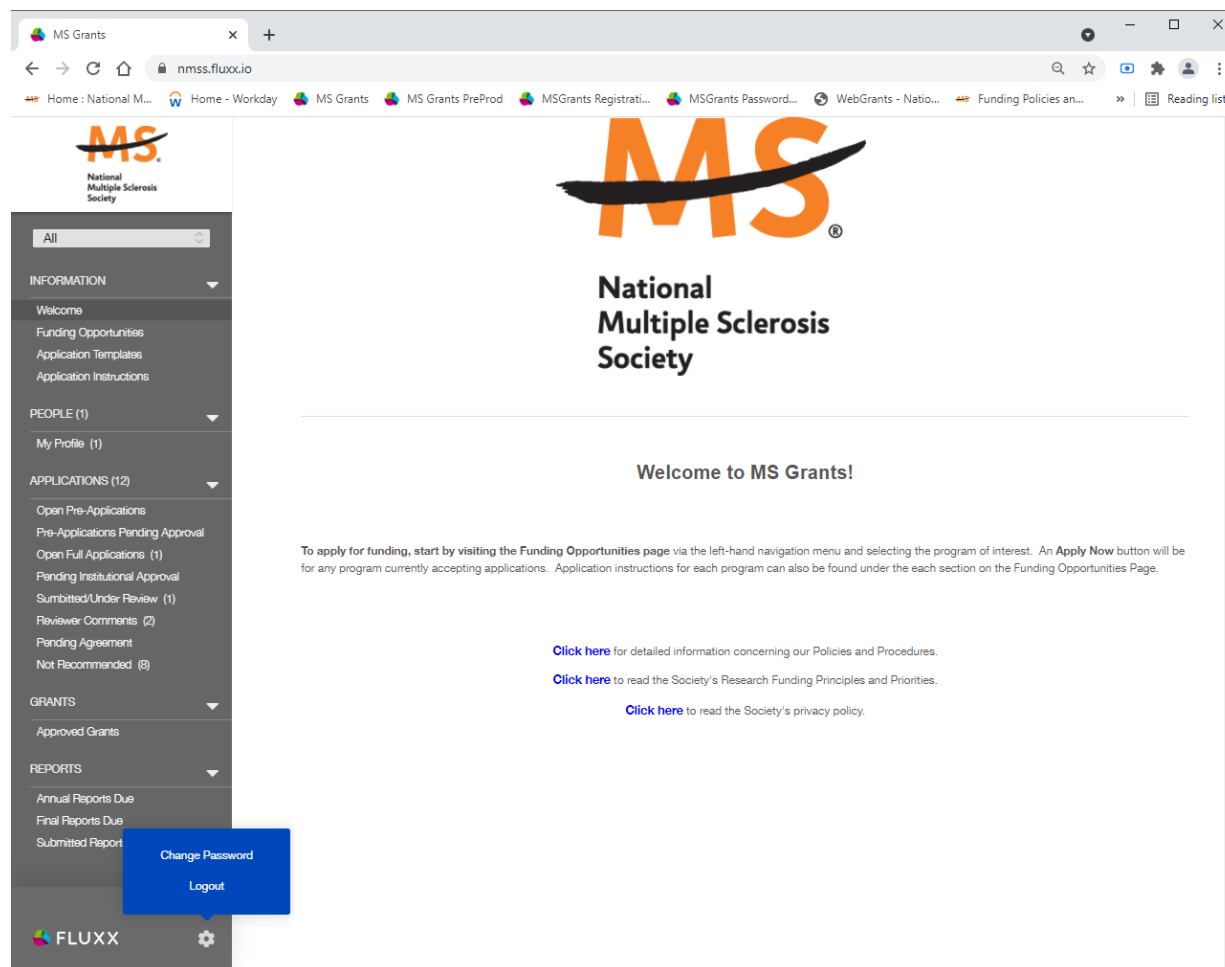 MS Grants
nmss.fluxx.io
Home : National M...
Home - Workday
MS Grants
MS Grants PreProd
MSGrants Registrati...
MSGrants Password...
WebGrants - Natio...
Funding Policies an...
»
Reading list
MS®
National
Multiple Sclerosis
Society
All
INFORMATION
Welcome
Funding Opportunities
Application Templates
Application Instructions
PEOPLE (1)
My Profile (1)
APPLICATIONS (12)
Open Pre-Applications
Pre-Applications Pending Approval
Open Full Applications (1)
Pending Institutional Approval
Sumbitted/Under Review (1)
Reviewer Comments (2)
Pending Agreement
Not Recommended (8)
GRANTS
Approved Grants
REPORTS
Annual Reports Due
Final Reports Due
Submitted Report
Change Password
Logout
FLUXX
MS®
National
Multiple Sclerosis
Society
Welcome to MS Grants!
To apply for funding, start by visiting the Funding Opportunities page via the left-hand navigation menu and selecting the program of interest. An Apply Now button will be
for any program currently accepting applications. Application instructions for each program can also be found under the each section on the Funding Opportunities Page.
Click here for detailed information concerning our Policies and Procedures.
Click here to read the Society's Research Funding Principles and Priorities.
Click here to read the Society's privacy policy.